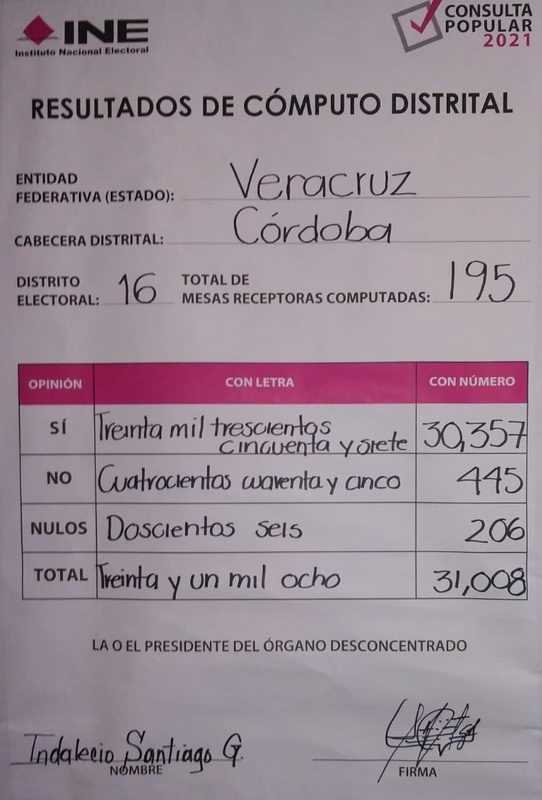 INE
Instituto Nacional Electoral
CONSULTA
POPULAR
2021
RESULTADOS DE CÓMPUTO DISTRITAL
ENTIDAD
FEDERATIVA (ESTADO): Veracruz
CABECERA DISTRITAL: Córdoba
DISTRITO
ELECTORAL: 16
TOTAL DE
MESAS RECEPTORAS COMPUTADAS: 195
OPINIÓN CON LETRA CON NÚMERO
SÍ Treinta mil trescientos
cincuenta y siete 30,357
NO Cuatrocientos cuarenta y cinco 445
NULOS Doscientos seis 206
TOTAL Treinta y un mil ocho 31,008
LA O EL PRESIDENTE DEL ÓRGANO DESCONCENTRADO
Indalecio Santiago G.
NOMBRE FIRMA